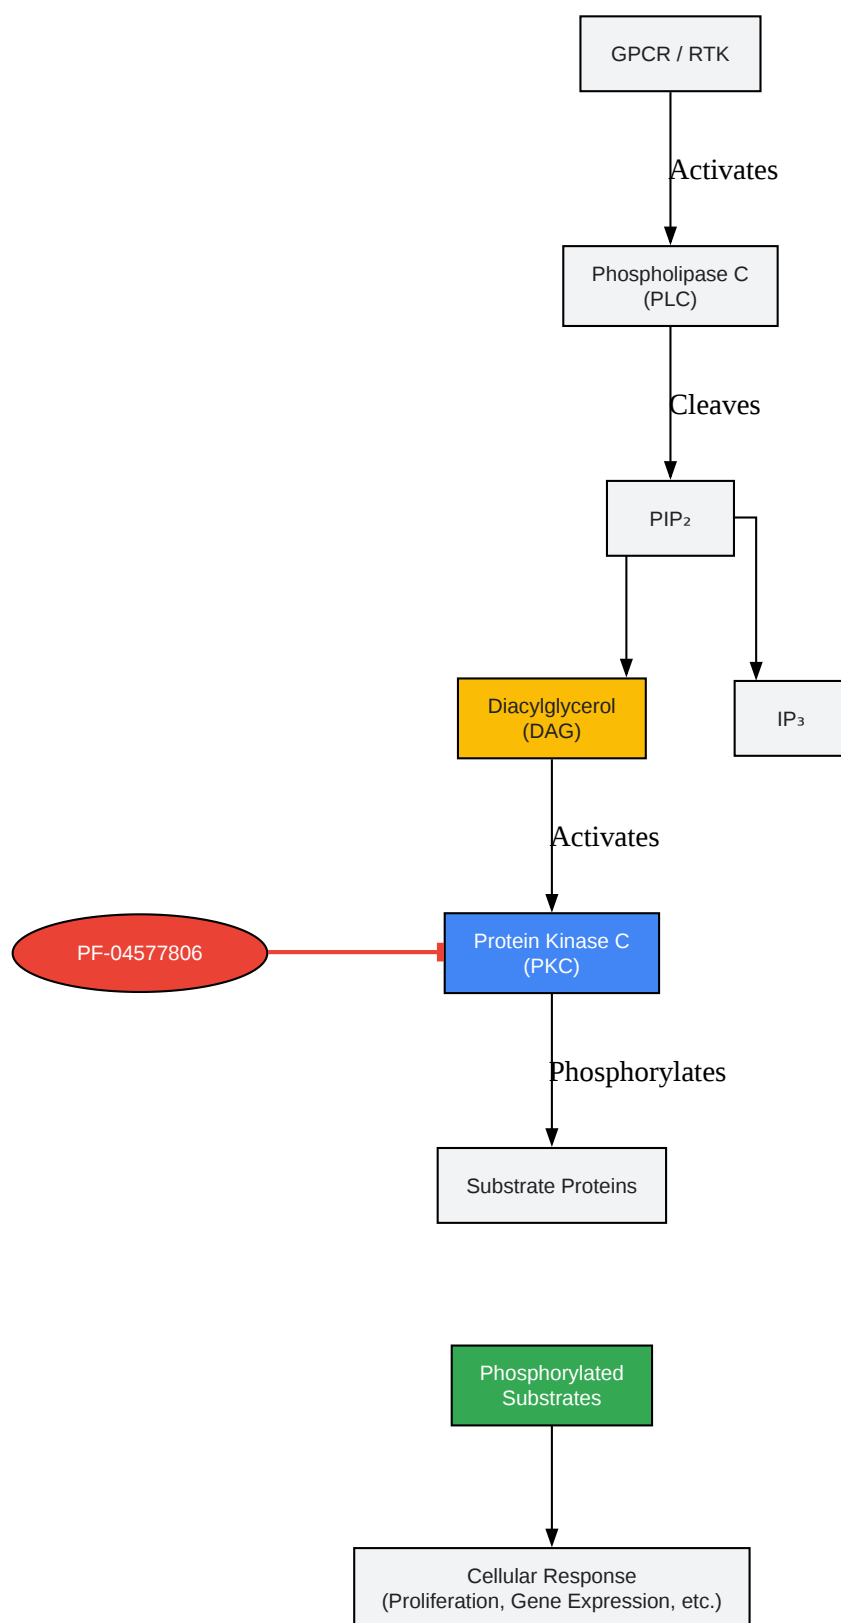 GPCR / RTK
Activates
Phospholipase C
(PLC)
Cleaves
PIP₂
Diacylglycerol
(DAG)
IP₃
Activates
PF-04577806
Protein Kinase C
(PKC)
Phosphorylates
Substrate Proteins
Phosphorylated
Substrates
Cellular Response
(Proliferation, Gene Expression, etc.)